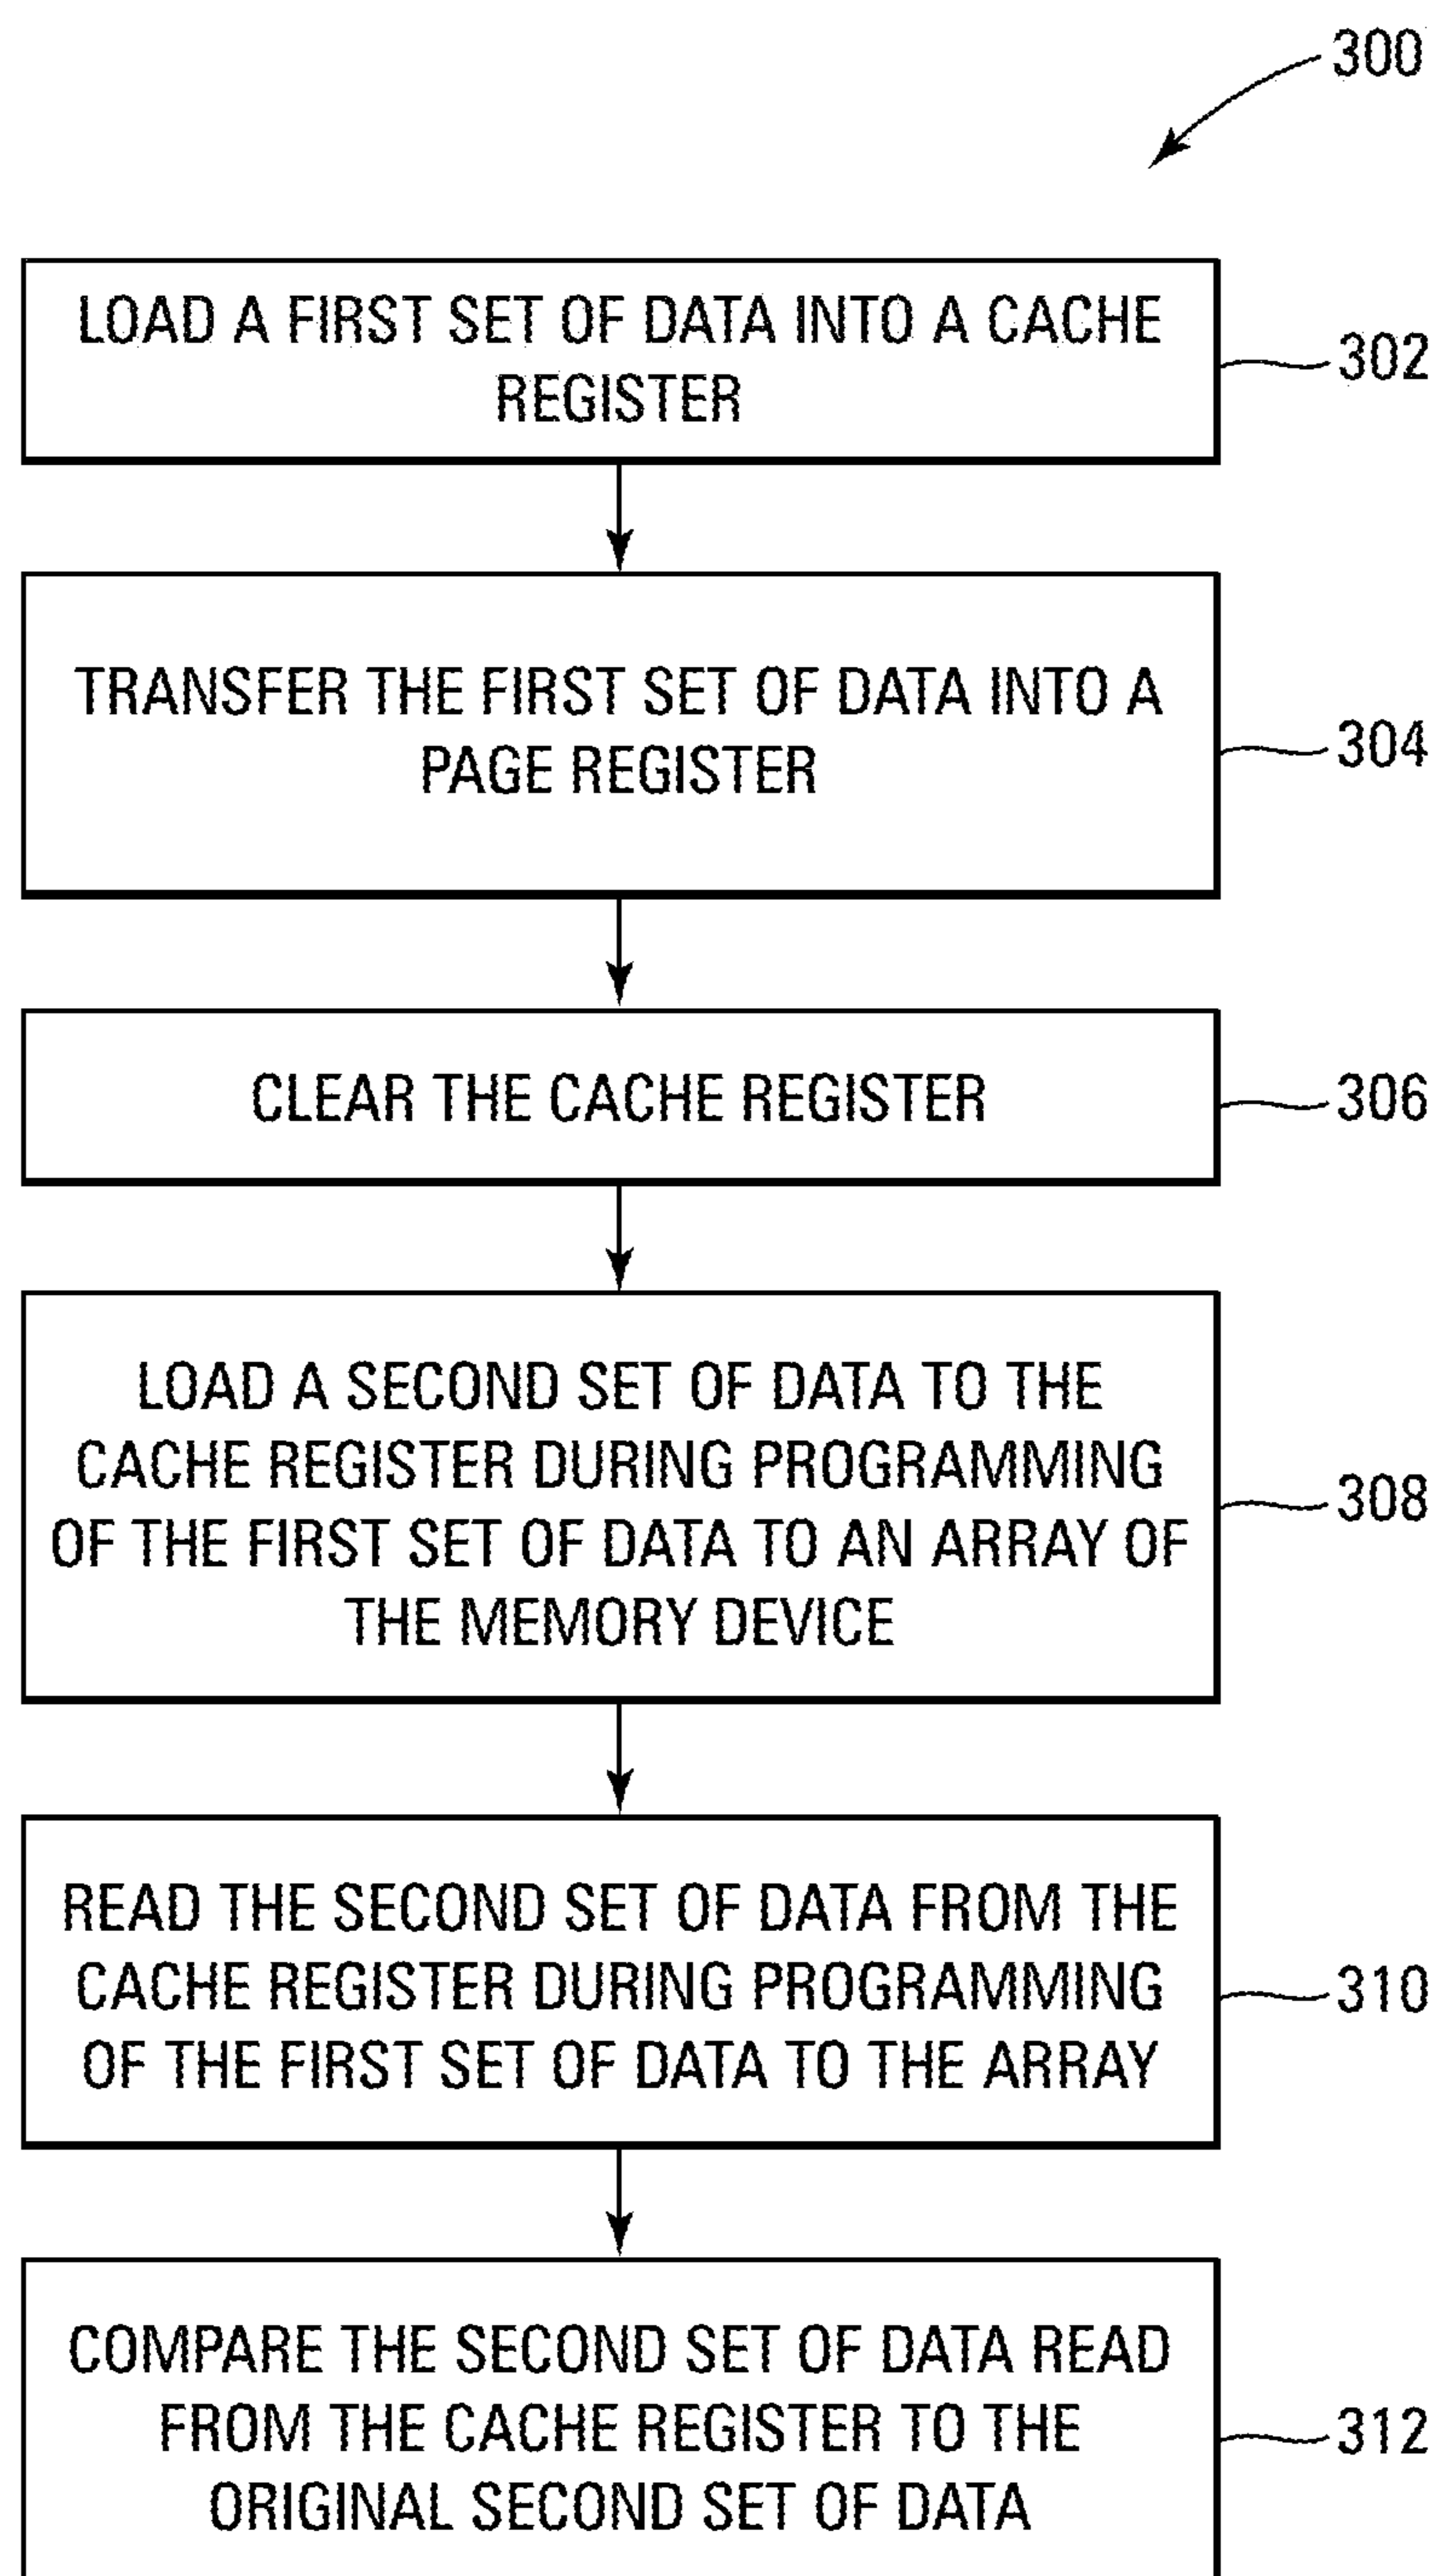 300
LOAD A FIRST SET OF DATA INTO A CACHE
REGISTER
302
TRANSFER THE FIRST SET OF DATA INTO A
PAGE REGISTER
304
CLEAR THE CACHE REGISTER
306
LOAD A SECOND SET OF DATA TO THE
CACHE REGISTER DURING PROGRAMMING
OF THE FIRST SET OF DATA TO AN ARRAY OF
THE MEMORY DEVICE
308
READ THE SECOND SET OF DATA FROM THE
CACHE REGISTER DURING PROGRAMMING
OF THE FIRST SET OF DATA TO THE ARRAY
310
COMPARE THE SECOND SET OF DATA READ
FROM THE CACHE REGISTER TO THE
ORIGINAL SECOND SET OF DATA
312